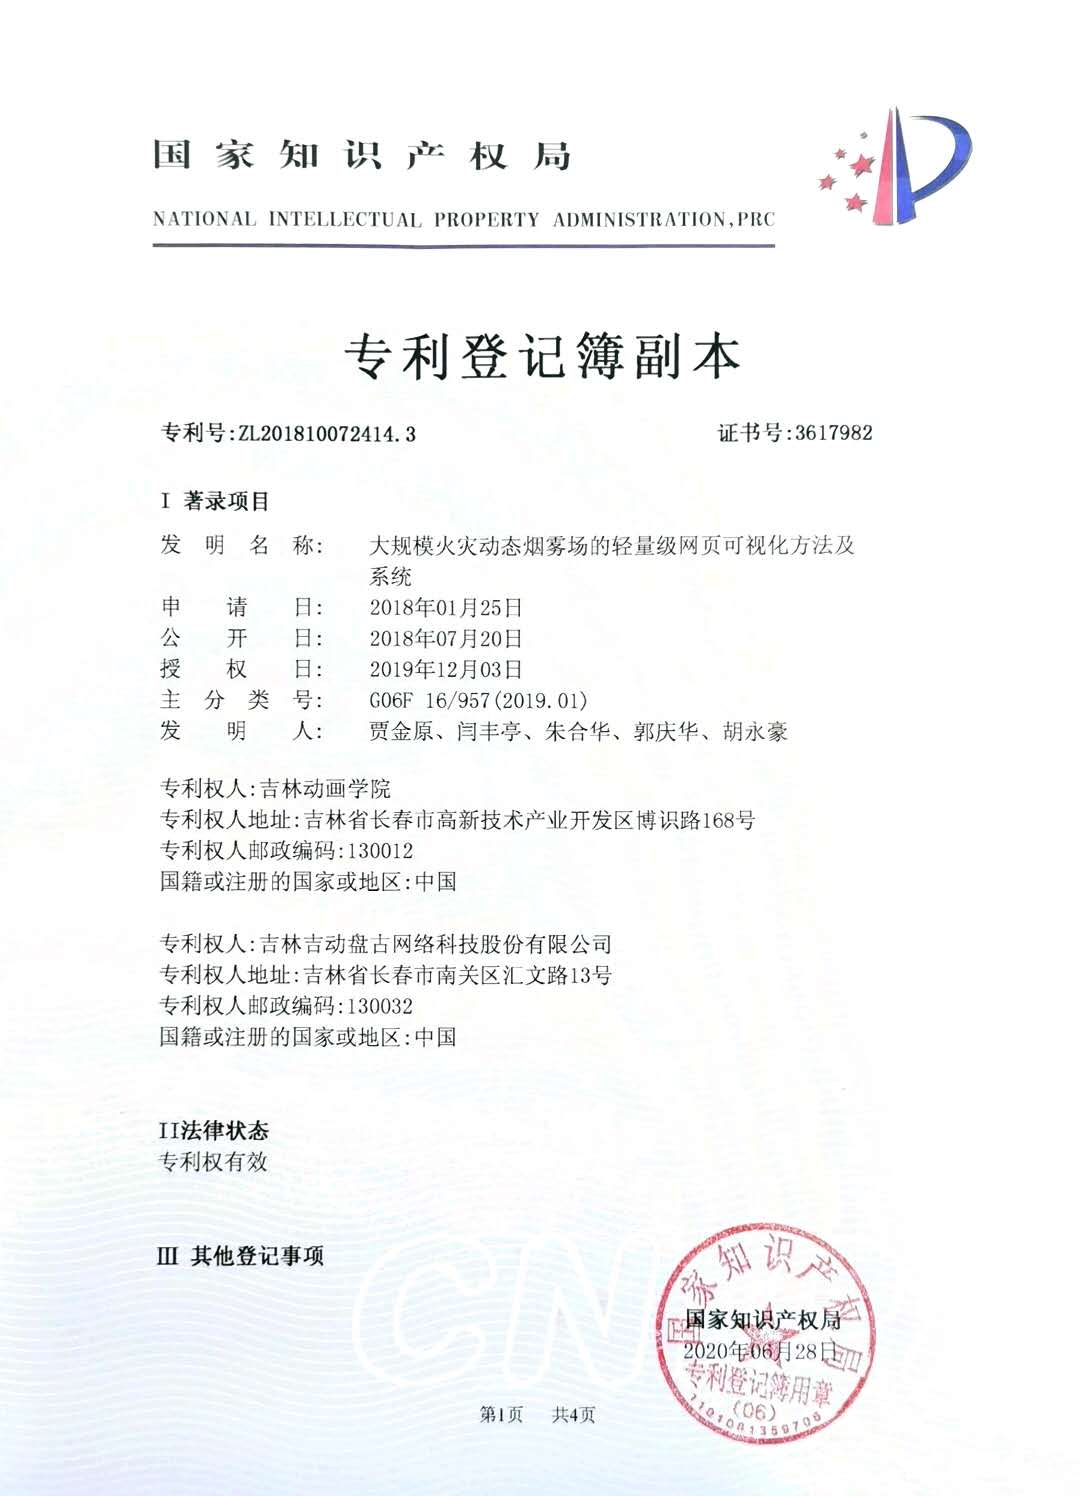 国家知识产权局
NATIONAL INTELLECTUAL PROPERTY ADMINISTRATION,PRC
专利登记簿副本
专利号:ZL201810072414.3 证书号:3617982
I 著录项目
发明名称: 大规模火灾动态烟雾场的轻量级网页可视化方法及
系统
申请日: 2018年01月25日
公开日: 2018年07月20日
授权日: 2019年12月03日
主分类号: G06F 16/957(2019.01)
发明人: 贾金原、闫丰亭、朱合华、郭庆华、胡永豪
专利权人:吉林动画学院
专利权人地址:吉林省长春市高新技术产业开发区博识路168号
专利权人邮政编码:130012
国籍或注册的国家或地区:中国
专利权人:吉林吉动盘古网络科技股份有限公司
专利权人地址:吉林省长春市南关区汇文路13号
专利权人邮政编码:130032
国籍或注册的国家或地区:中国
II法律状态
专利权有效
III 其他登记事项
CN
国家知识产权局
国家知识产权局
2020年06月28日
专利登记簿用章
(06)
1101081359706
第1页 共4页